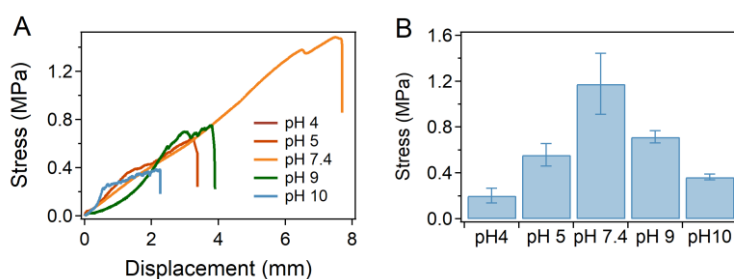 A
Stress (MPa)
1.2
0.8
0.4
0.0
pH 4
pH 5
pH 7.4
pH 9
pH 10
0 2 4 6 8
Displacement (mm)
B
Stress (MPa)
1.6
1.2
0.8
0.4
0.0
pH4 pH 5 pH 7.4 pH 9 pH10